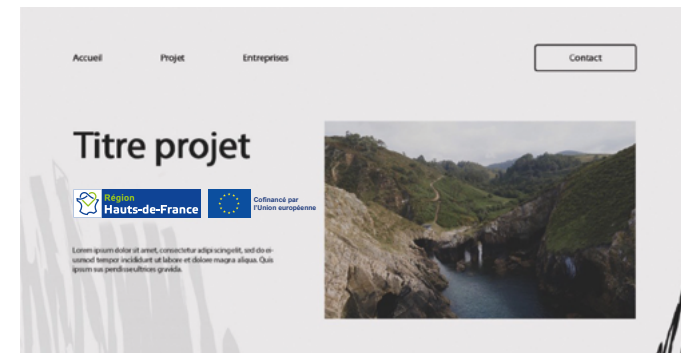 Accueil
Projet
Entreprises
Contact
Titre projet
Région
Hauts-de-France
Cofinancé par
l'Union européenne
Lorem ipsum dolor sit amet, consectetur adipiscing elit, sed do ei-
usmod tempor incididunt ut labore et dolore magna aliqua. Quis
ipsum sus pendisse ultrices gravida.